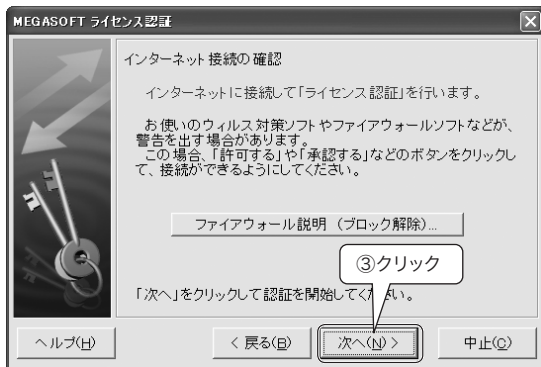 MEGASOFT ライセンス認証
インターネット接続の確認
インターネットに接続して「ライセンス認証」を行います。
お使いのウィルス対策ソフトやファイアウォールソフトなどが、
警告を出す場合があります。
この場合、「許可する」や「承認する」などのボタンをクリックし
て、接続ができるようにしてください。
ファイアウォール説明（ブロック解除）...
③クリック
「次へ」をクリックして認証を開始してください。
ヘルプ(H)
< 戻る(B)
次へ(N) >
中止(C)